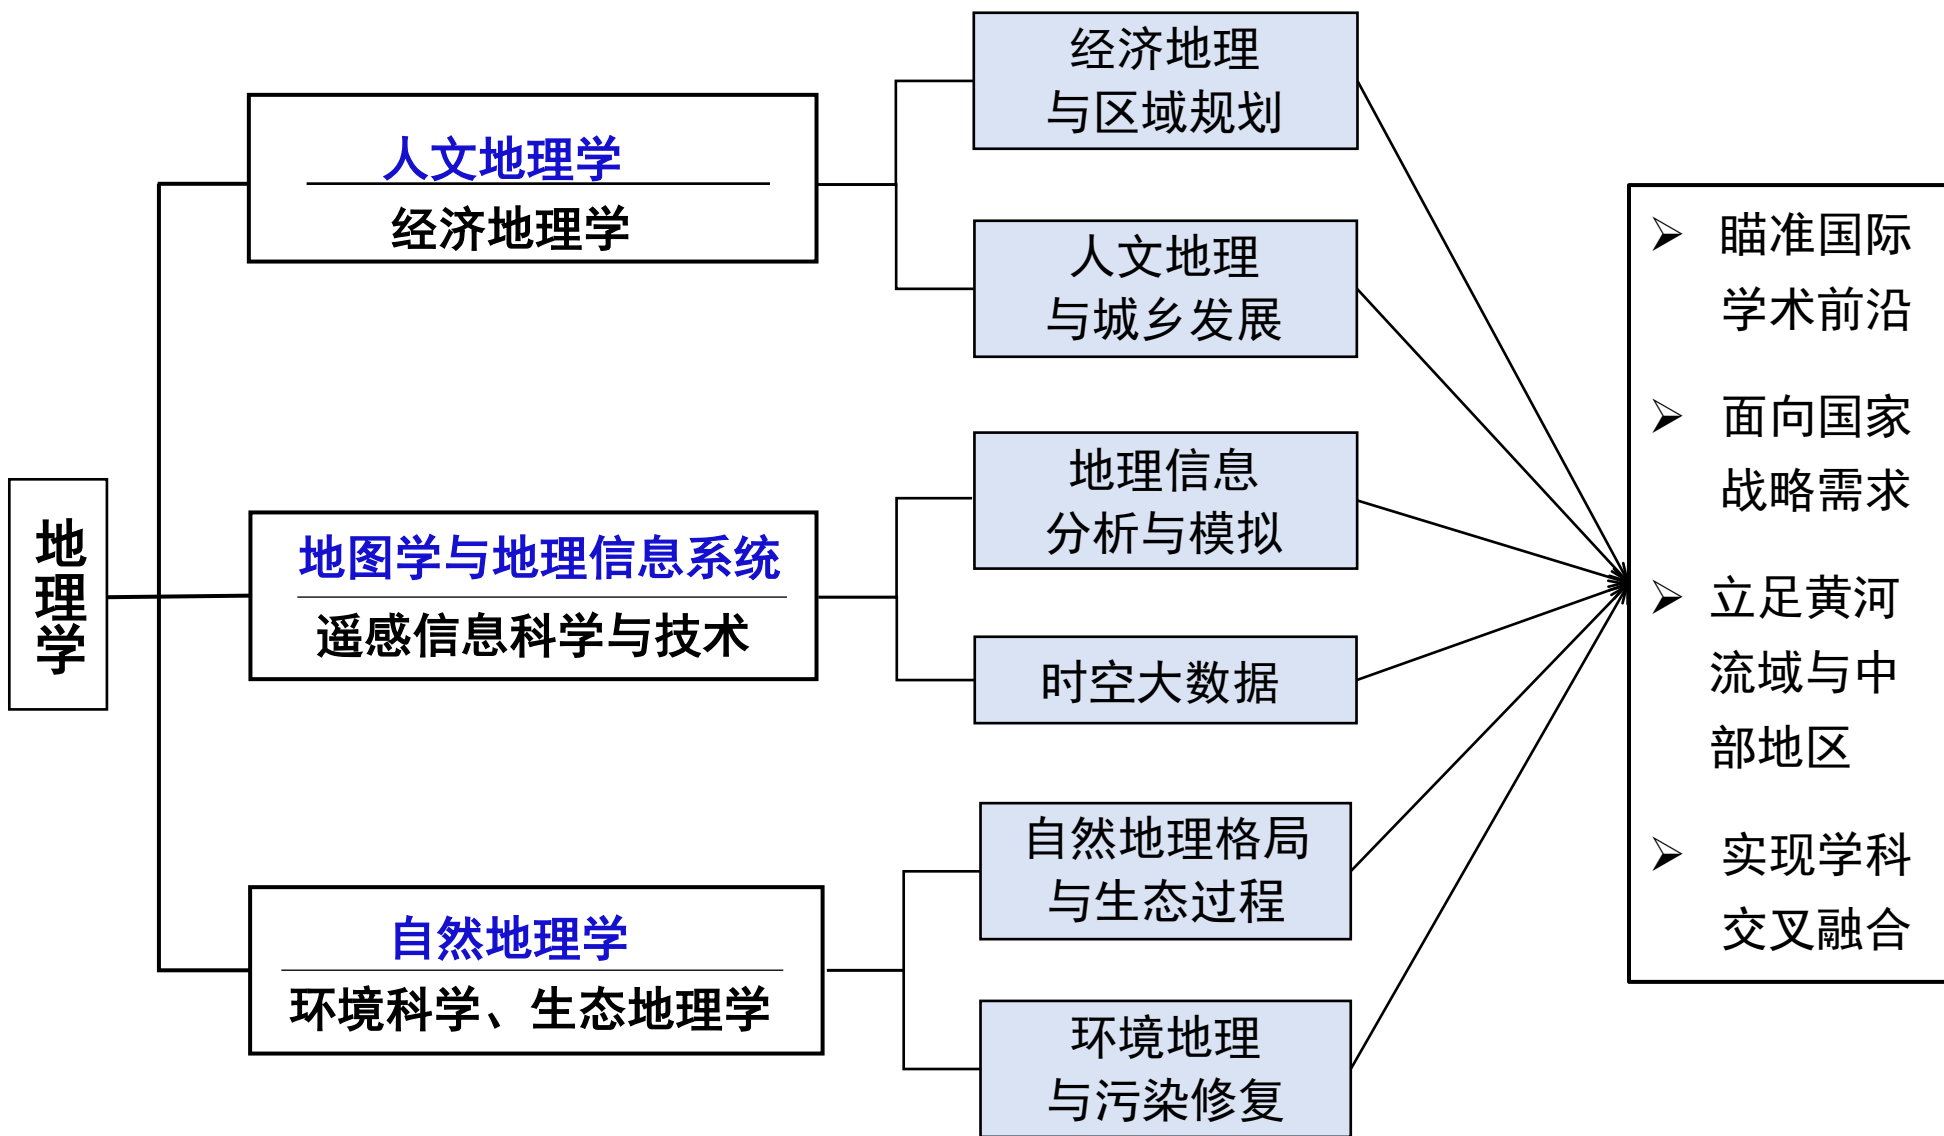 地理学
人文地理学
经济地理学
地图学与地理信息系统
遥感信息科学与技术
自然地理学
环境科学、生态地理学
经济地理
与区域规划
人文地理
与城乡发展
地理信息
分析与模拟
时空大数据
自然地理格局
与生态过程
环境地理
与污染修复
➢ 瞄准国际
学术前沿
➢ 面向国家
战略需求
➢ 立足黄河
流域与中
部地区
➢ 实现学科
交叉融合